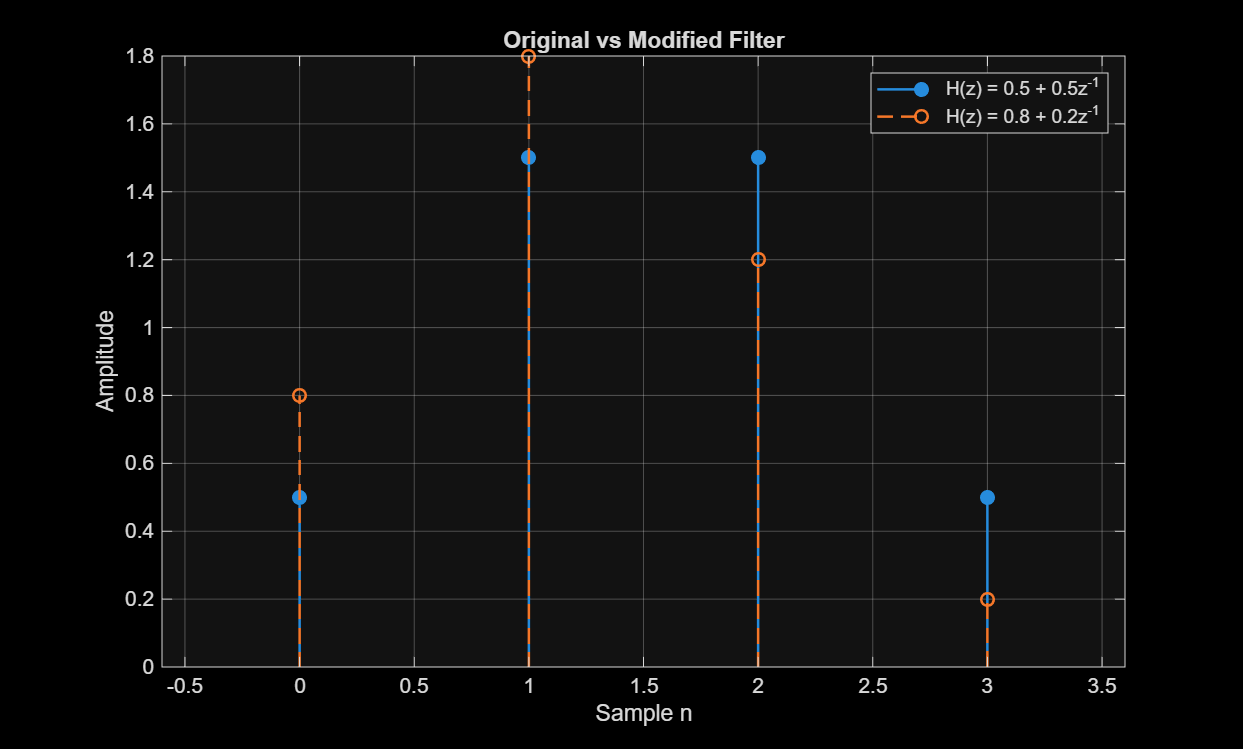 Original vs Modified Filter
H(z) = 0.5 + 0.5z⁻¹
H(z) = 0.8 + 0.2z⁻¹
Amplitude
1.8
1.6
1.4
1.2
1
0.8
0.6
0.4
0.2
0
-0.5 0 0.5 1 1.5 2 2.5 3 3.5
Sample n